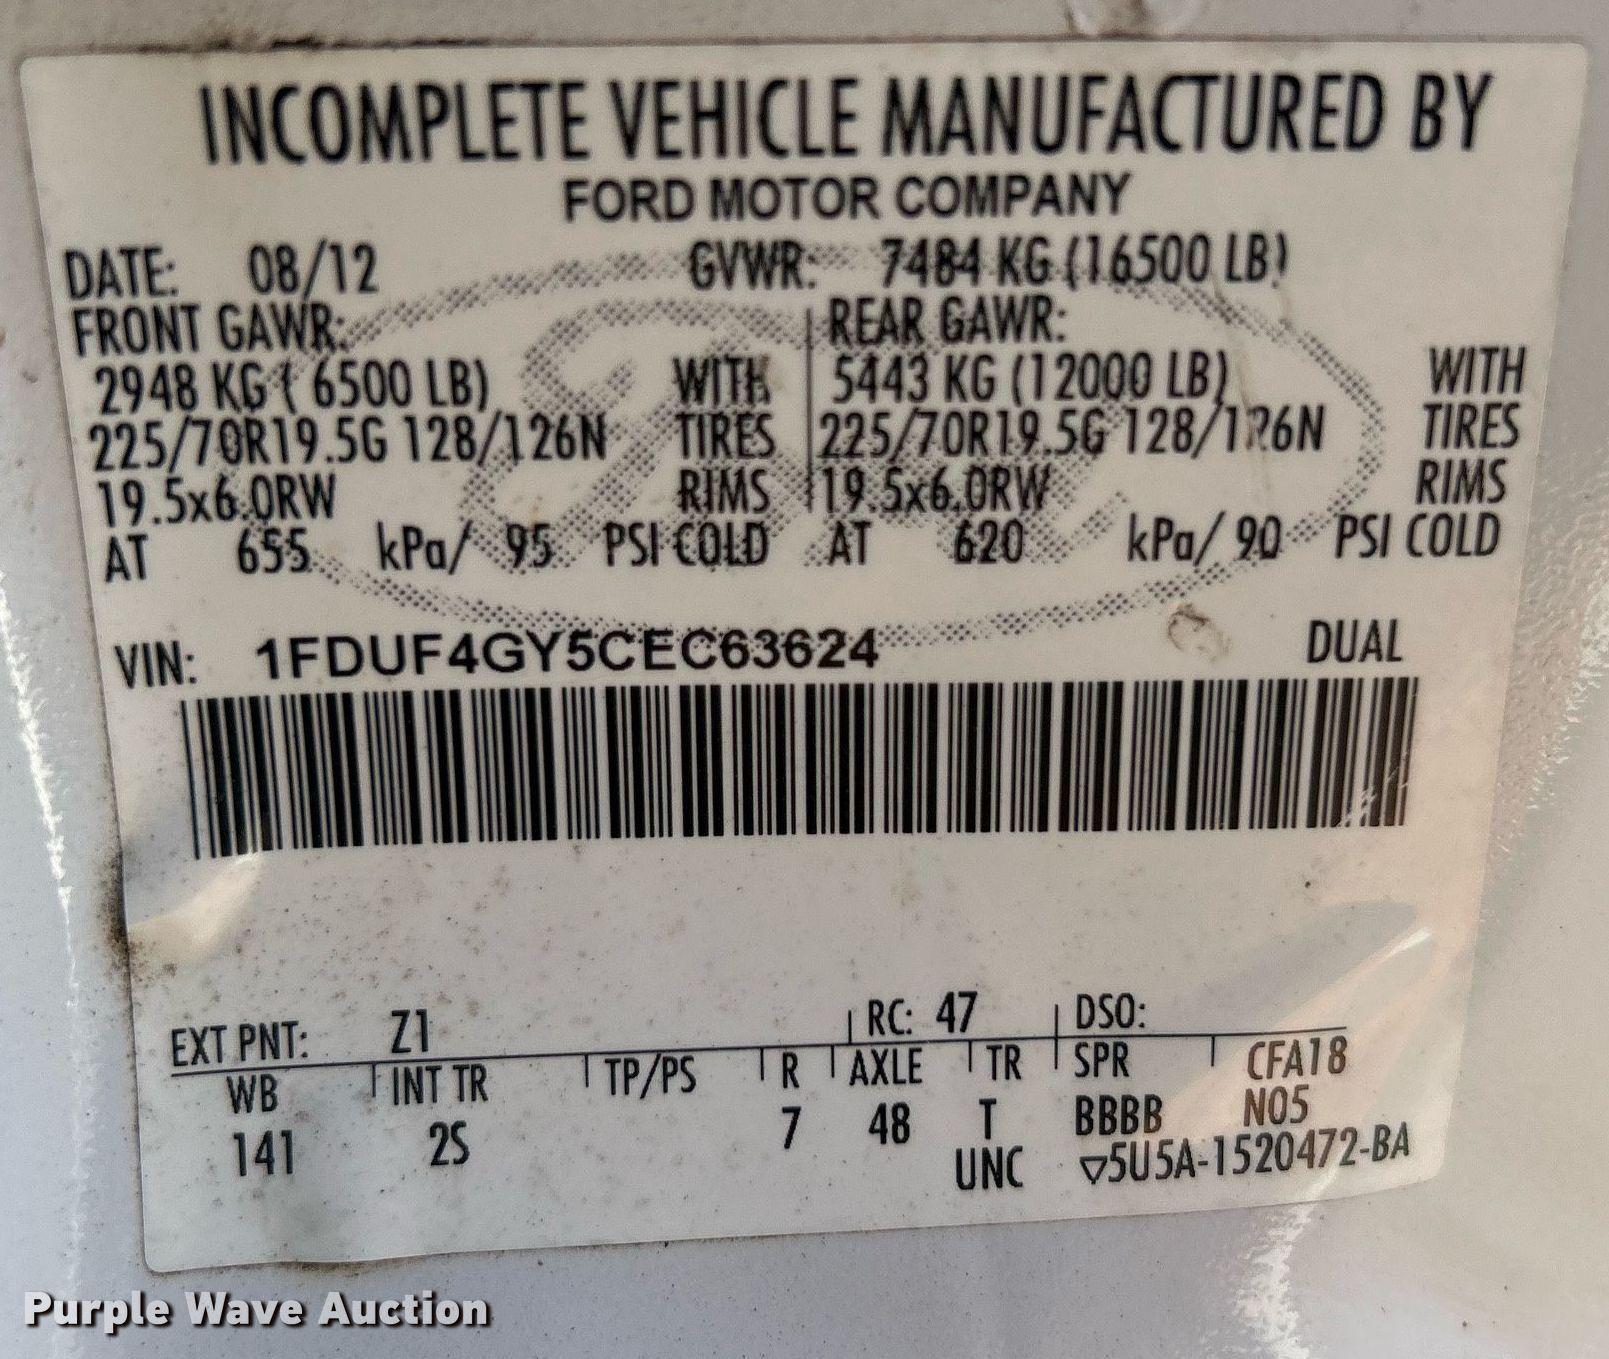 INCOMPLETE VEHICLE MANUFACTURED BY
FORD MOTOR COMPANY
DATE: 08/12 GVWR: 7484 KG (16500 LB)
FRONT GAWR: REAR GAWR:
2948 KG ( 6500 LB) WITH 5443 KG (12000 LB) WITH
225/70R19.5G 128/126N TIRES 225/70R19.5G 128/126N TIRES
19.5x6.0RW RIMS 19.5x6.0RW RIMS
AT 655 kPa/ 95 PSI COLD AT 620 kPa/ 90 PSI COLD
VIN: 1FDUF4GY5CEC63624 DUAL
EXT PNT: Z1 RC: 47 DSO:
WB INT TR TP/PS R AXLE TR SPR CFA18
141 2S 7 48 T BBBB N05
UNC ▽5U5A-1520472-BA
Purple Wave Auction